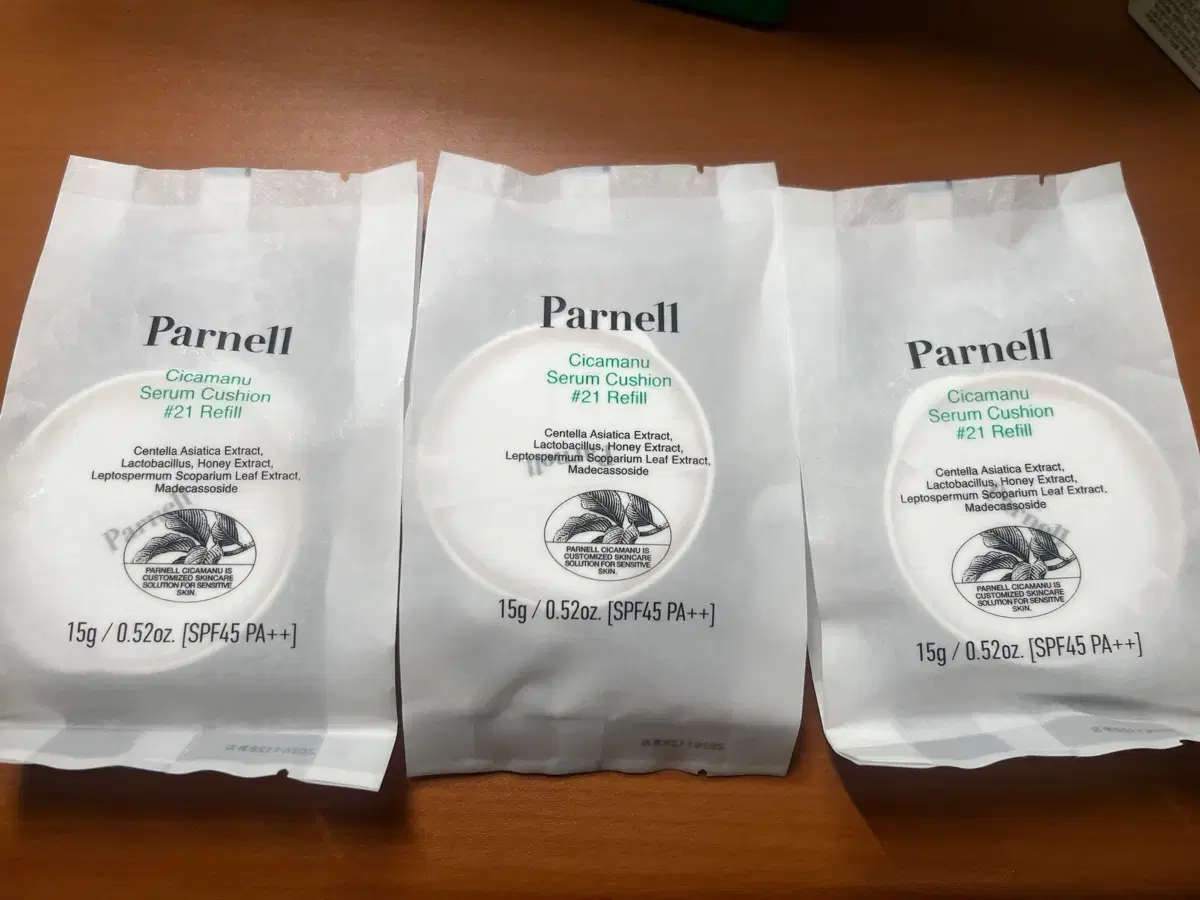 Parnell
Cicamanu
Serum Cushion
#21 Refill
Centella Asiatica Extract,
Lactobacillus, Honey Extract,
Leptospermum Scoparium Leaf Extract,
Madecassoside
Parnell
PARNELL CICAMANU IS
CUSTOMIZED SKINCARE
SOLUTION FOR SENSITIVE
SKIN.
15g / 0.52oz. [SPF45 PA++]
Parnell
Cicamanu
Serum Cushion
#21 Refill
Centella Asiatica Extract,
Lactobacillus, Honey Extract,
Leptospermum Scoparium Leaf Extract,
Madecassoside
Parnell
PARNELL CICAMANU IS
CUSTOMIZED SKINCARE
SOLUTION FOR SENSITIVE
SKIN.
15g / 0.52oz. [SPF45 PA++]
Parnell
Cicamanu
Serum Cushion
#21 Refill
Centella Asiatica Extract,
Lactobacillus, Honey Extract,
Leptospermum Scoparium Leaf Extract,
Madecassoside
Parnell
PARNELL CICAMANU IS
CUSTOMIZED SKINCARE
SOLUTION FOR SENSITIVE
SKIN.
15g / 0.52oz. [SPF45 PA++]